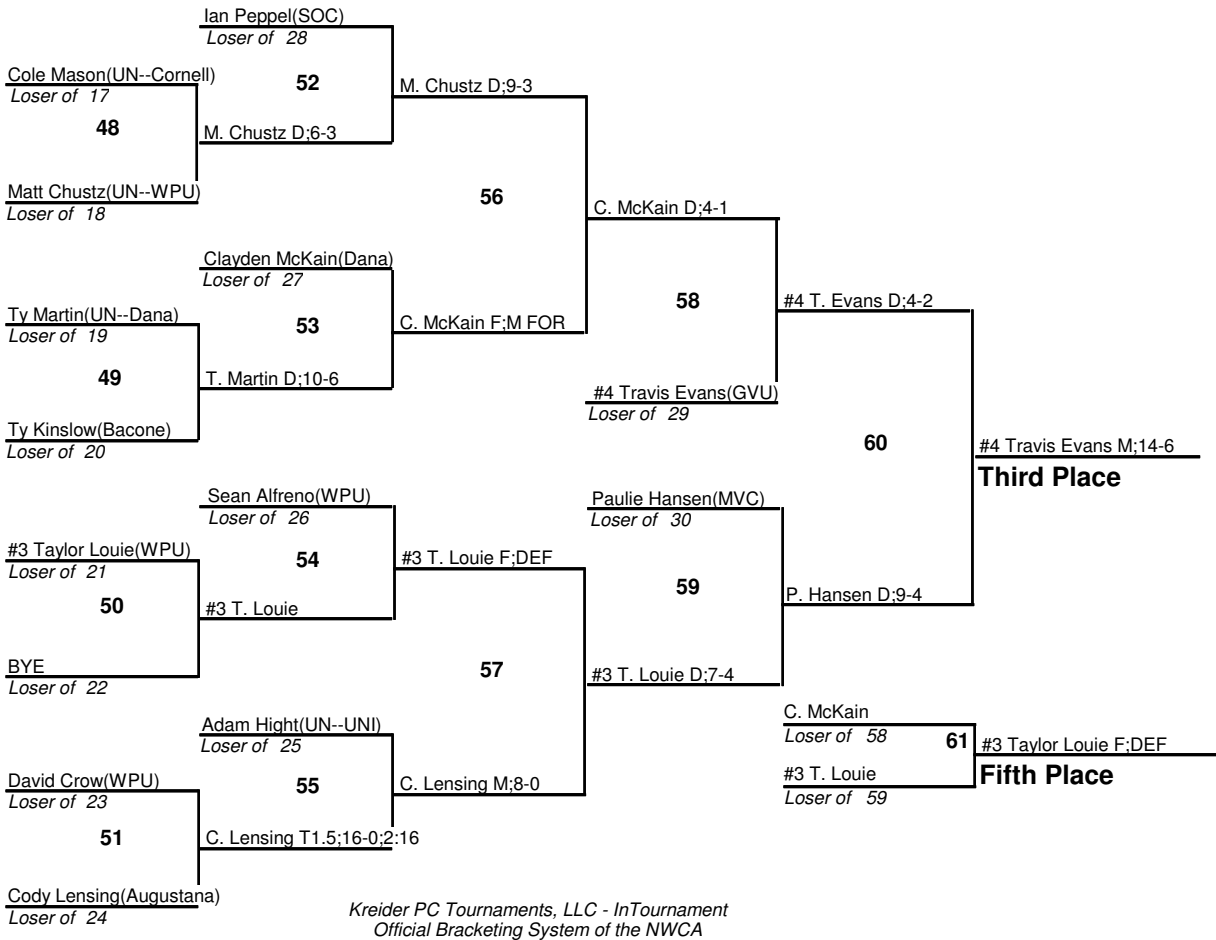 Ian Peppel(SOC)
Loser of 28
Cole Mason(UN--Cornell)
Loser of 17
52
M. Chustz D;9-3
48
M. Chustz D;6-3
Matt Chustz(UN--WPU)
Loser of 18
56
C. McKain D;4-1
Clayden McKain(Dana)
Loser of 27
Ty Martin(UN--Dana)
Loser of 19
53
C. McKain F;M FOR
58
#4 T. Evans D;4-2
49
T. Martin D;10-6
#4 Travis Evans(GVU)
Loser of 29
Ty Kinslow(Bacone)
Loser of 20
60
#4 Travis Evans M;14-6
Third Place
Sean Alfreno(WPU)
Loser of 26
Paulie Hansen(MVC)
Loser of 30
#3 Taylor Louie(WPU)
Loser of 21
54
#3 T. Louie F;DEF
50
#3 T. Louie
59
P. Hansen D;9-4
BYE
Loser of 22
57
#3 T. Louie D;7-4
Adam Hight(UN--UNI)
Loser of 25
C. McKain
Loser of 58
61
#3 Taylor Louie F;DEF
Fifth Place
#3 T. Louie
Loser of 59
David Crow(WPU)
Loser of 23
55
C. Lensing M;8-0
51
C. Lensing T1.5;16-0;2:16
Cody Lensing(Augustana)
Loser of 24
Kreider PC Tournaments, LLC - InTournament
Official Bracketing System of the NWCA